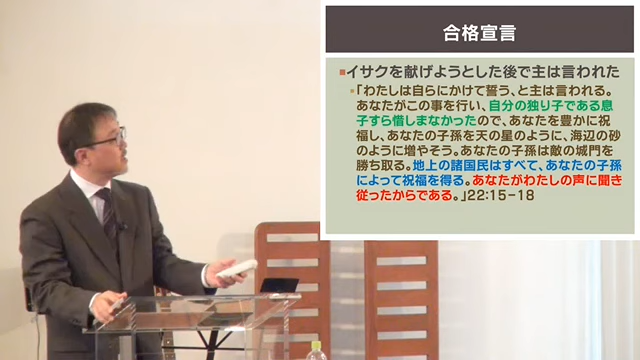 合格宣言
イサクを献げようとした後で主は言われた
「わたしは自らにかけて誓う、と主は言われる。
あなたがこの事を行い、自分の独り子である息
子すら惜しまなかったので、あなたを豊かに祝
福し、あなたの子孫を天の星のように、海辺の砂
のように増やそう。あなたの子孫は敵の城門を
勝ち取る。地上の諸国民はすべて、あなたの子孫
によって祝福を得る。あなたがわたしの声に聞き
従ったからである。」22:15−18